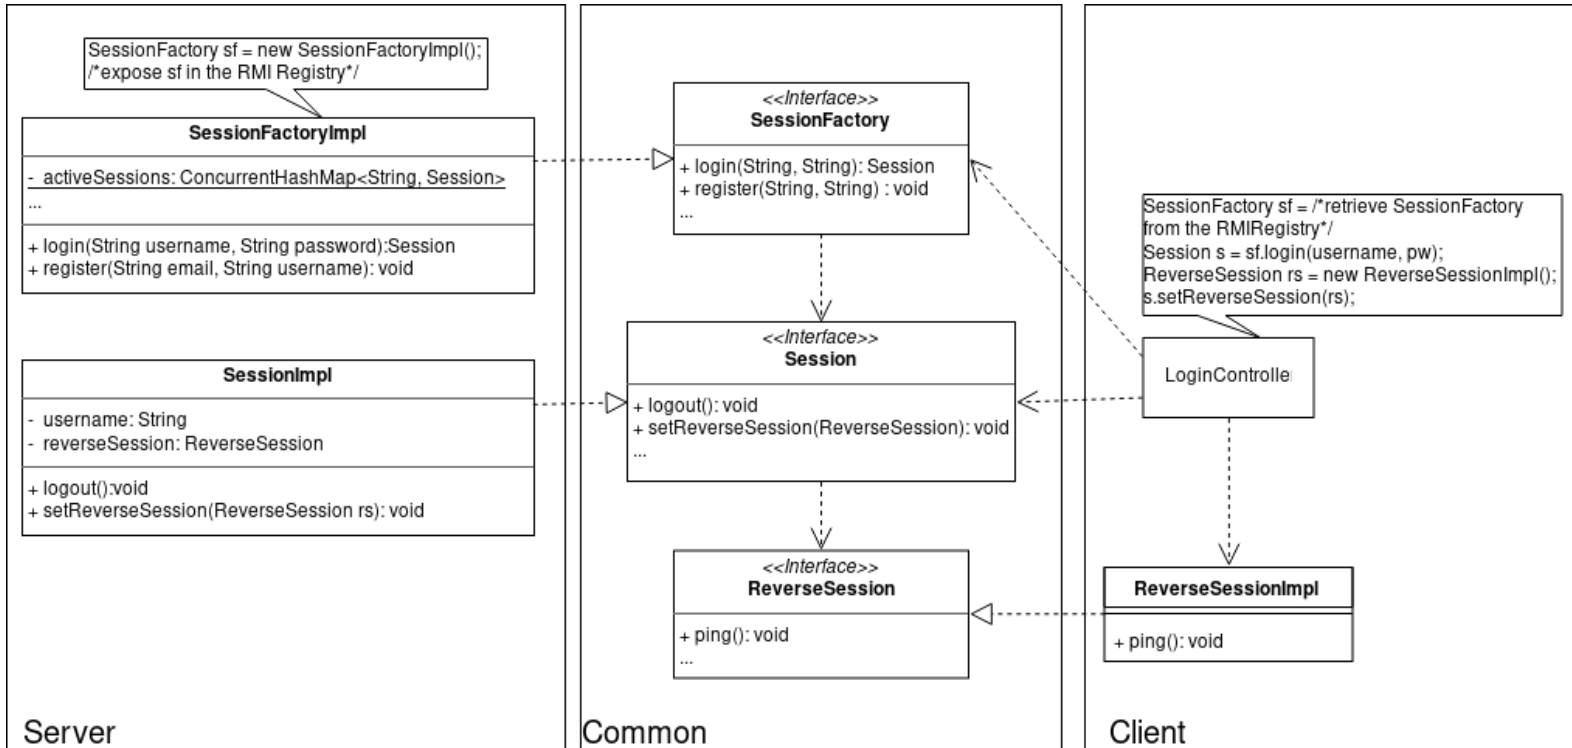 SessionFactory sf = new SessionFactoryImpl();
/*expose sf in the RMI Registry*/
SessionFactoryImpl
- activeSessions: ConcurrentHashMap<String, Session>
...
+ login(String username, String password):Session
+ register(String email, String username): void
SessionImpl
- username: String
- reverseSession: ReverseSession
+ logout():void
+ setReverseSession(ReverseSession rs): void
Server
<<Interface>>
SessionFactory
+ login(String, String): Session
+ register(String, String) : void
...
<<Interface>>
Session
+ logout(): void
+ setReverseSession(ReverseSession): void
...
<<Interface>>
ReverseSession
+ ping(): void
...
Common
SessionFactory sf = /*retrieve SessionFactory
from the RMIRegistry*/
Session s = sf.login(username, pw);
ReverseSession rs = new ReverseSessionImpl();
s.setReverseSession(rs);
LoginControlle
ReverseSessionImpl
+ ping(): void
Client